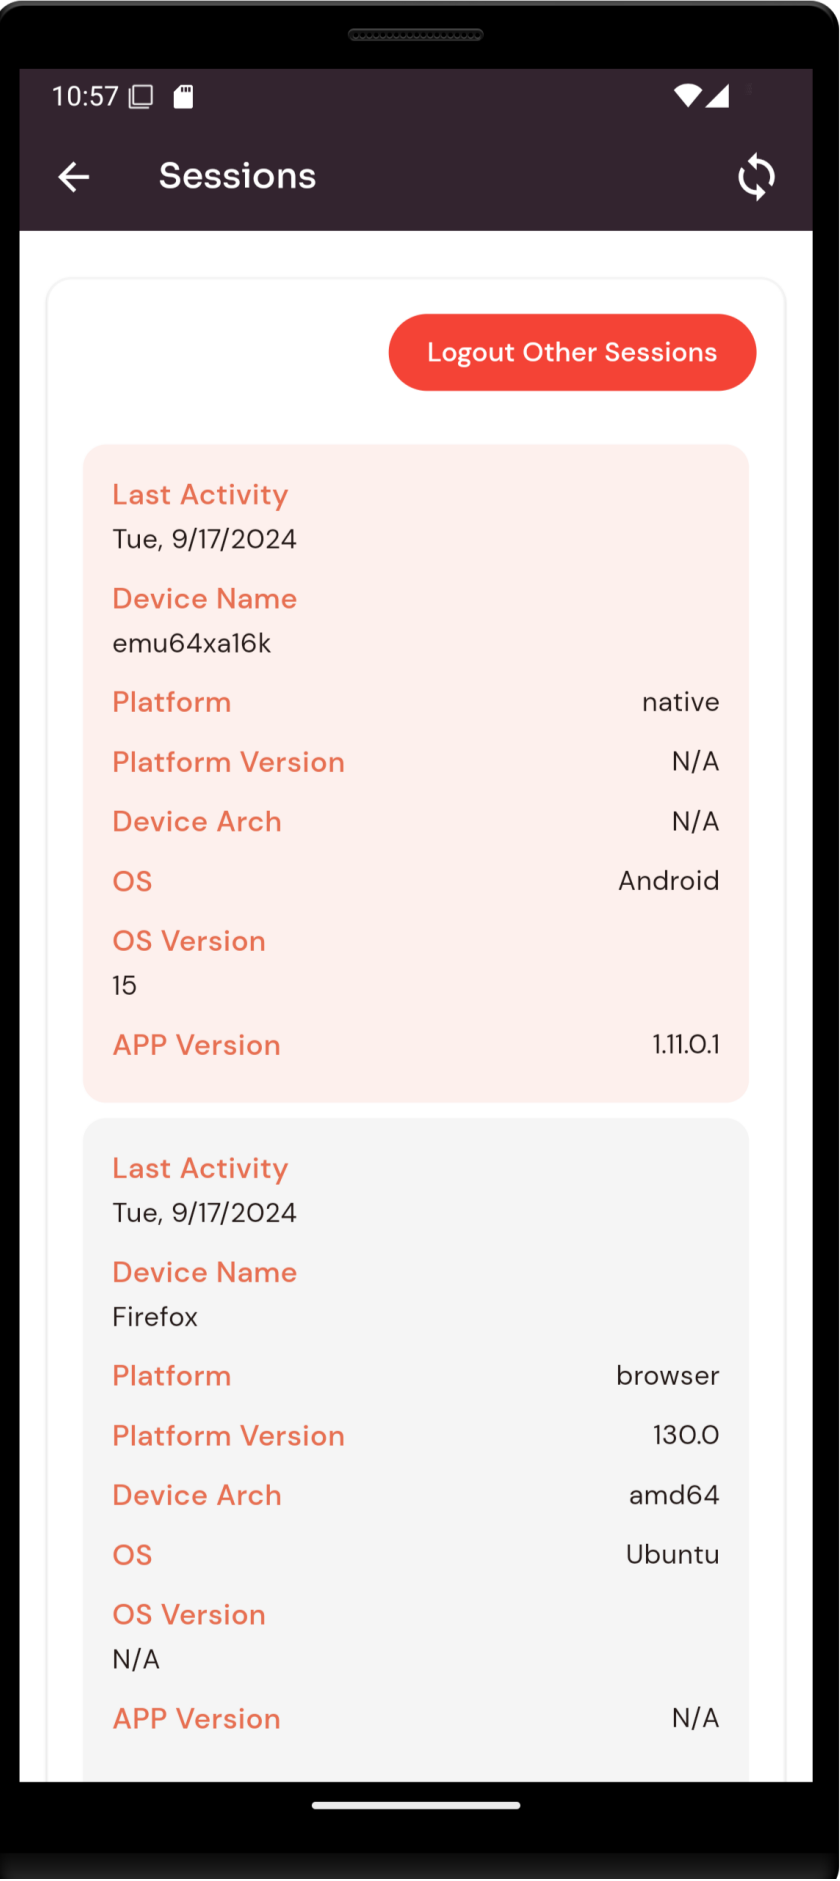 10:57
Sessions
Logout Other Sessions
Last Activity
Tue, 9/17/2024
Device Name
emu64xa16k
Platform native
Platform Version N/A
Device Arch N/A
OS Android
OS Version
15
APP Version 1.11.0.1
Last Activity
Tue, 9/17/2024
Device Name
Firefox
Platform browser
Platform Version 130.0
Device Arch amd64
OS Ubuntu
OS Version
N/A
APP Version N/A